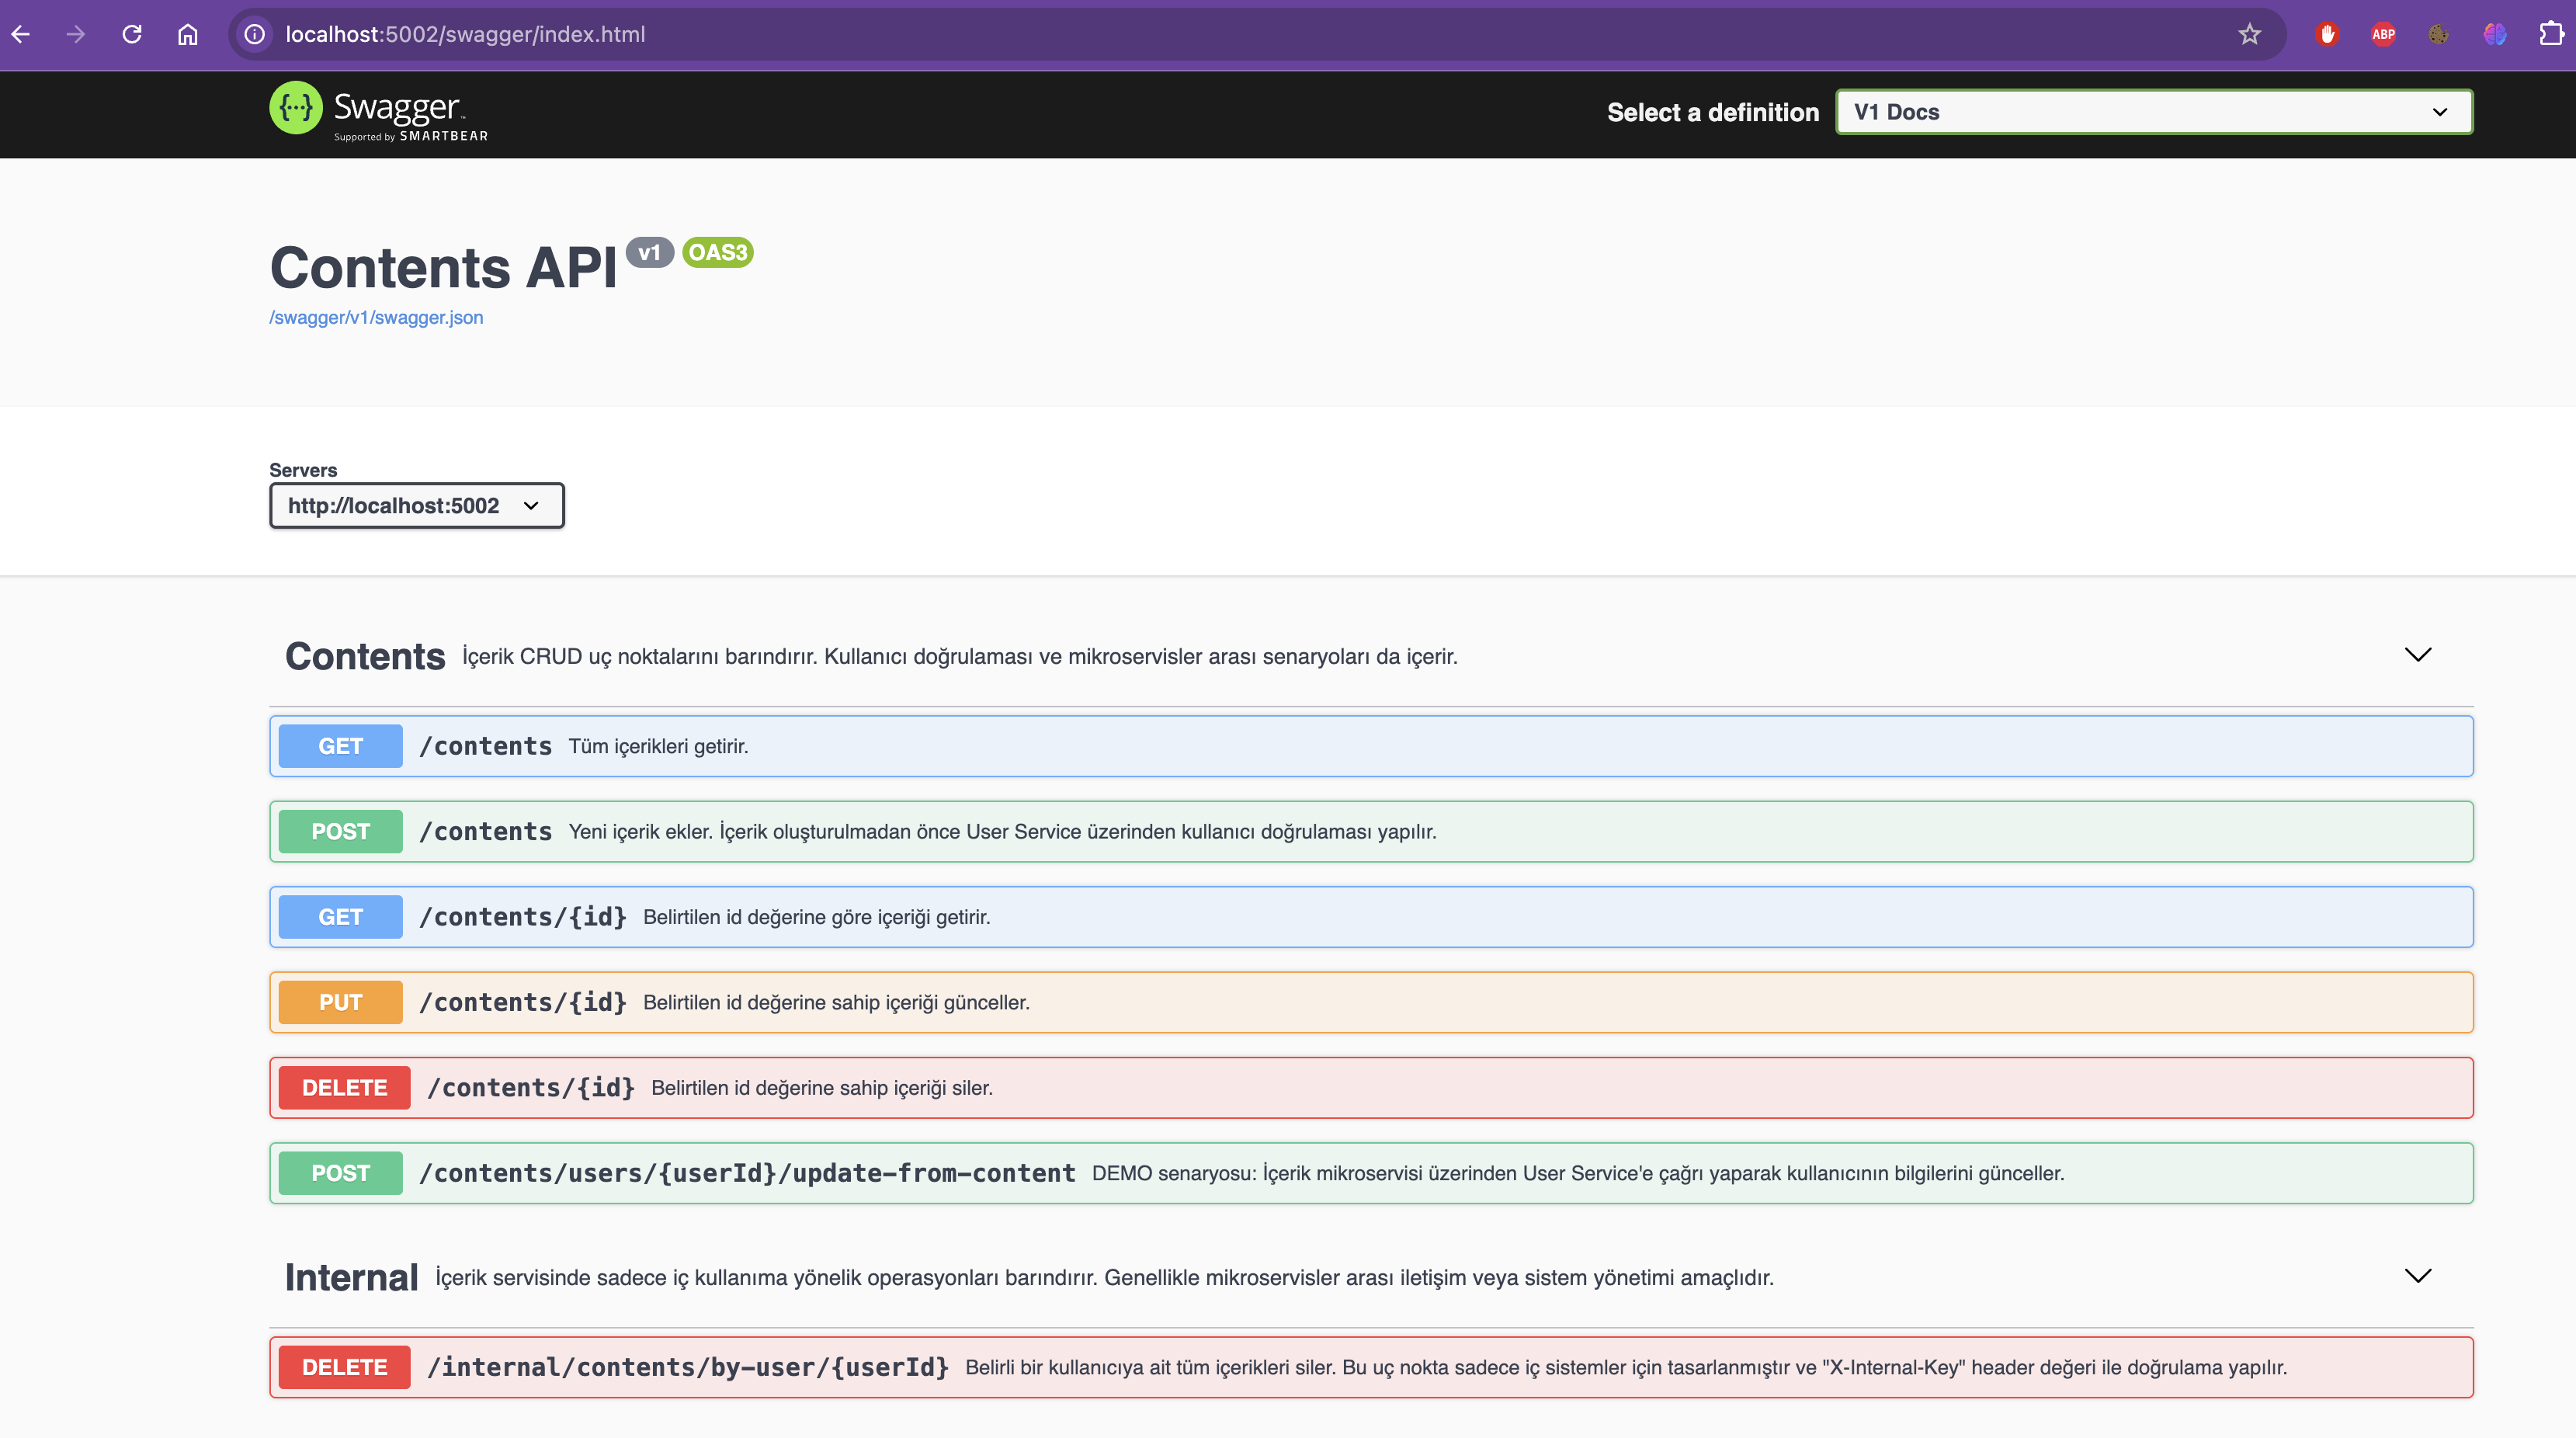 localhost:5002/swagger/index.html
ABP
{···} Swagger™
Supported by SMARTBEAR
Select a definition V1 Docs
Contents API v1 OAS3
/swagger/v1/swagger.json
Servers
http://localhost:5002
Contents İçerik CRUD uç noktalarını barındırır. Kullanıcı doğrulaması ve mikroservisler arası senaryoları da içerir.
GET /contents Tüm içerikleri getirir.
POST /contents Yeni içerik ekler. İçerik oluşturulmadan önce User Service üzerinden kullanıcı doğrulaması yapılır.
GET /contents/{id} Belirtilen id değerine göre içeriği getirir.
PUT /contents/{id} Belirtilen id değerine sahip içeriği günceller.
DELETE /contents/{id} Belirtilen id değerine sahip içeriği siler.
POST /contents/users/{userId}/update-from-content DEMO senaryosu: İçerik mikroservisi üzerinden User Service'e çağrı yaparak kullanıcının bilgilerini günceller.
Internal İçerik servisinde sadece iç kullanıma yönelik operasyonları barındırır. Genellikle mikroservisler arası iletişim veya sistem yönetimi amaçlıdır.
DELETE /internal/contents/by-user/{userId} Belirli bir kullanıcıya ait tüm içerikleri siler. Bu uç nokta sadece iç sistemler için tasarlanmıştır ve "X-Internal-Key" header değeri ile doğrulama yapılır.